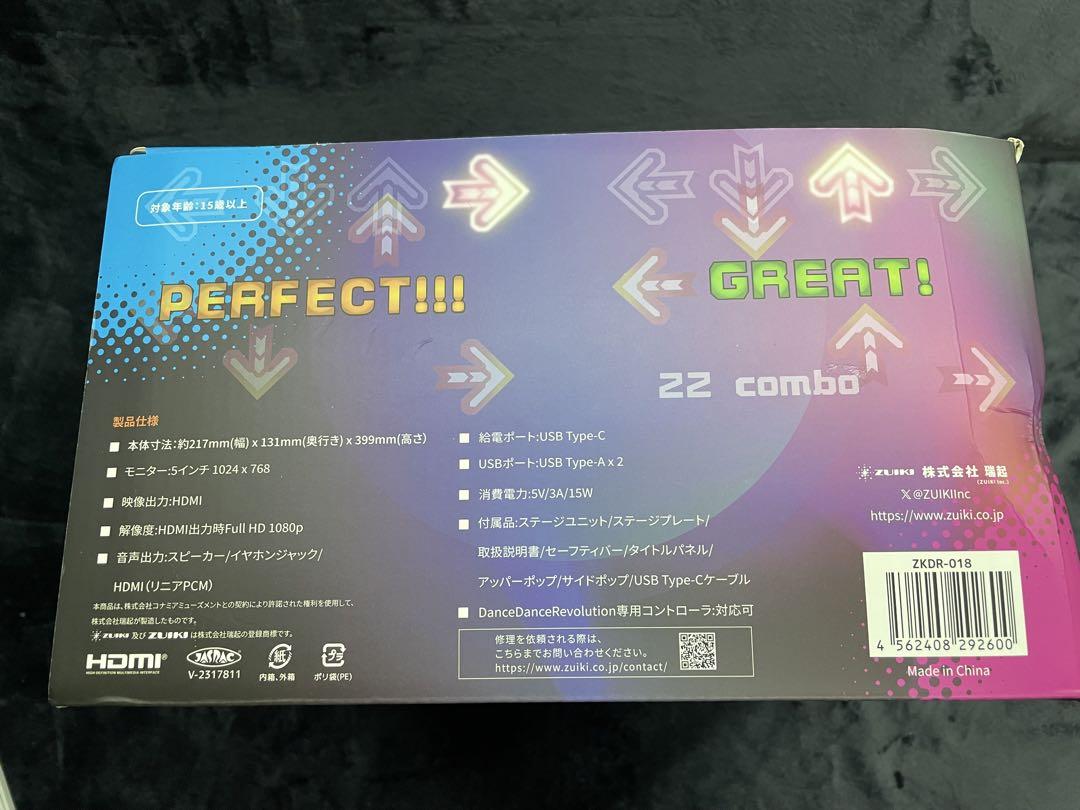 対象年齢:15歳以上
PERFECT!!!
GREAT!
22 combo
製品仕様
■ 本体寸法:約217mm(幅) x 131mm(奥行き) x 399mm(高さ)
■ モニター:5インチ 1024 x 768
■ 映像出力:HDMI
■ 解像度:HDMI出力時Full HD 1080p
■ 音声出力:スピーカー/イヤホンジャック/
HDMI(リニアPCM)
■ 給電ポート:USB Type-C
■ USBポート:USB Type-A x 2
■ 消費電力:5V/3A/15W
■ 付属品:ステージユニット/ステージプレート/
取扱説明書/セーフティバー/タイトルパネル/
アッパーポップ/サイドポップ/USB Type-Cケーブル
■ DanceDanceRevolution専用コントローラ:対応可
本商品は、株式会社コナミアミューズメントとの契約により許諾された権利を使用して、
株式会社瑞起が製造したものです。
ZUIKI 及び ZUIKI は株式会社瑞起の登録商標です。
HDMI®
HIGH-DEFINITION MULTIMEDIA INTERFACE
JASRAC
V-2317811
紙
内箱、外箱
プラ
ポリ袋(PE)
修理を依頼される際は、
こちらまでお問い合わせください。
https://www.zuiki.co.jp/contact/
ZUIKI 株式会社 瑞起
(ZUIKI Inc.)
X @ZUIKIInc
https://www.zuiki.co.jp
ZKDR-018
4 562408 292600
Made in China